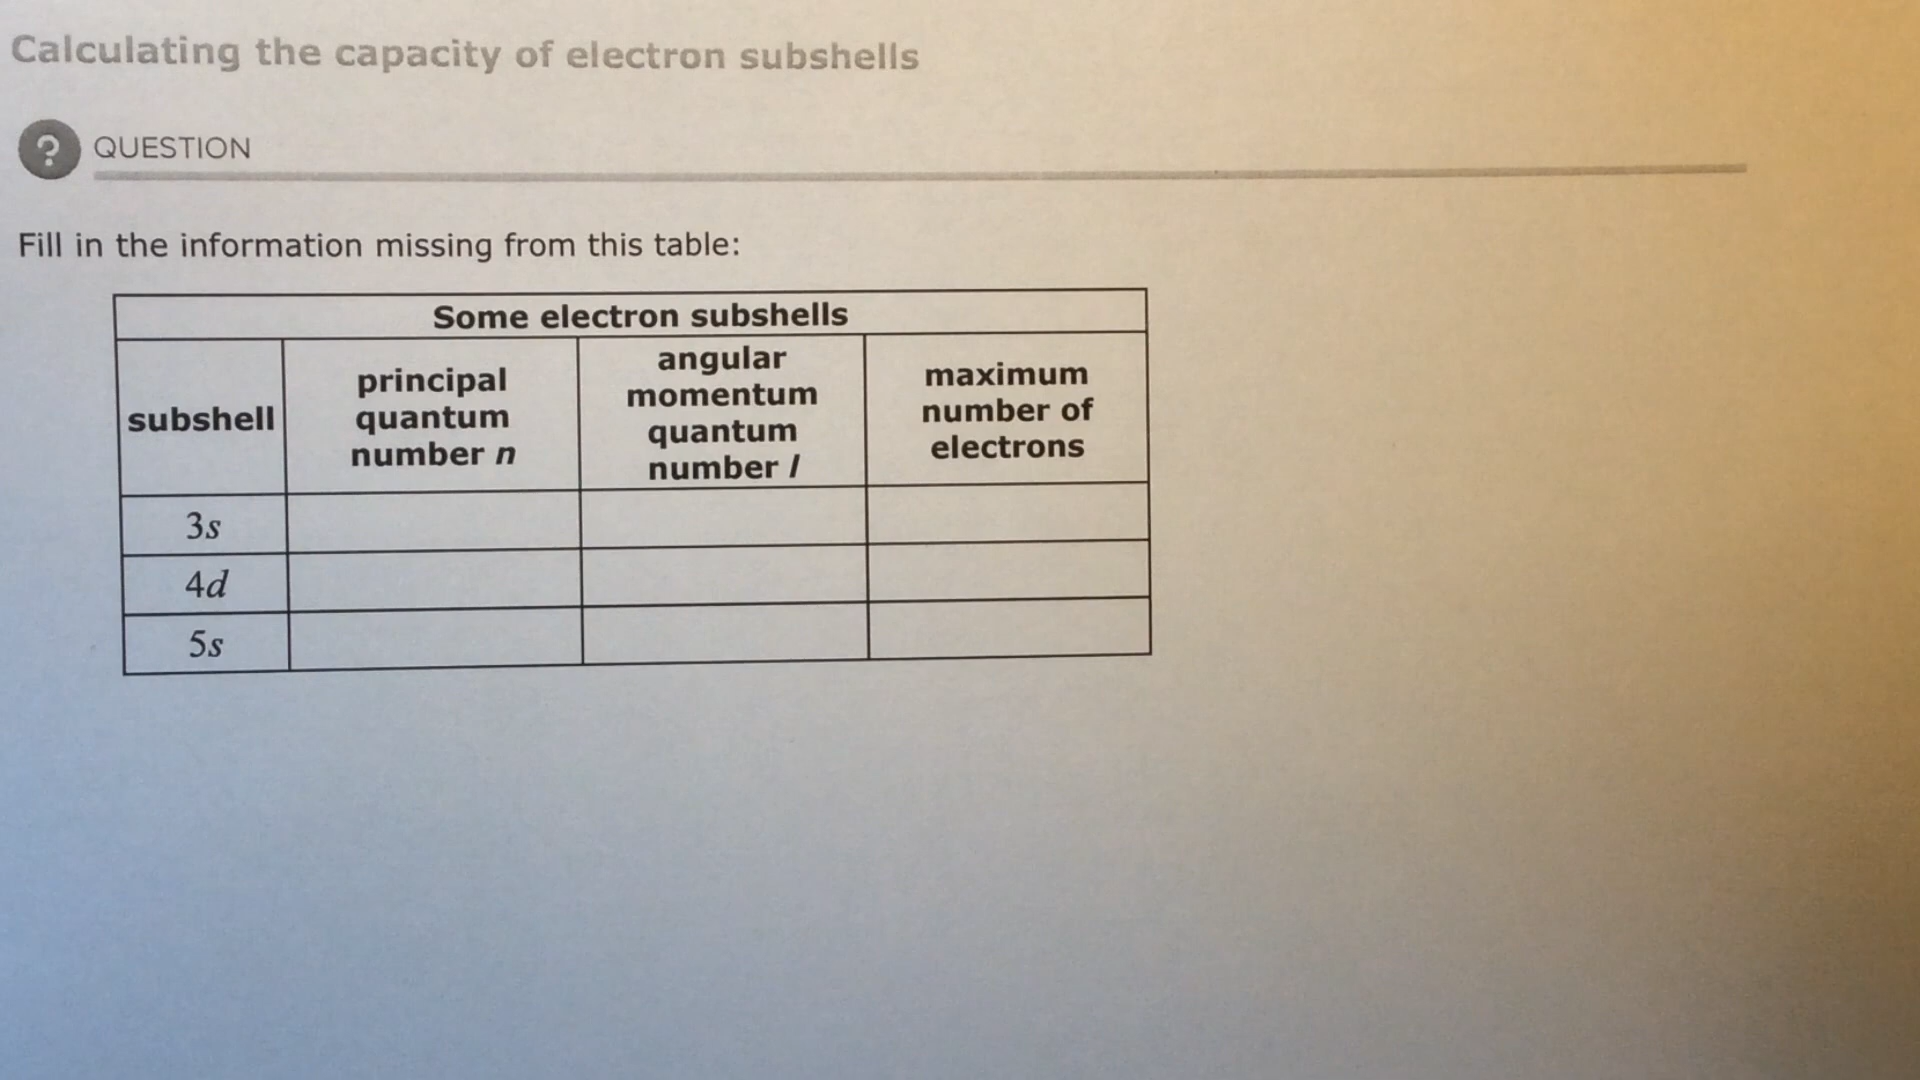 Calculating the capacity of electron subshells
?
QUESTION
Fill in the information missing from this table:
Some electron subshells
subshell
principal
quantum
number n
angular
momentum
quantum
number l
maximum
number of
electrons
3s
4d
5s